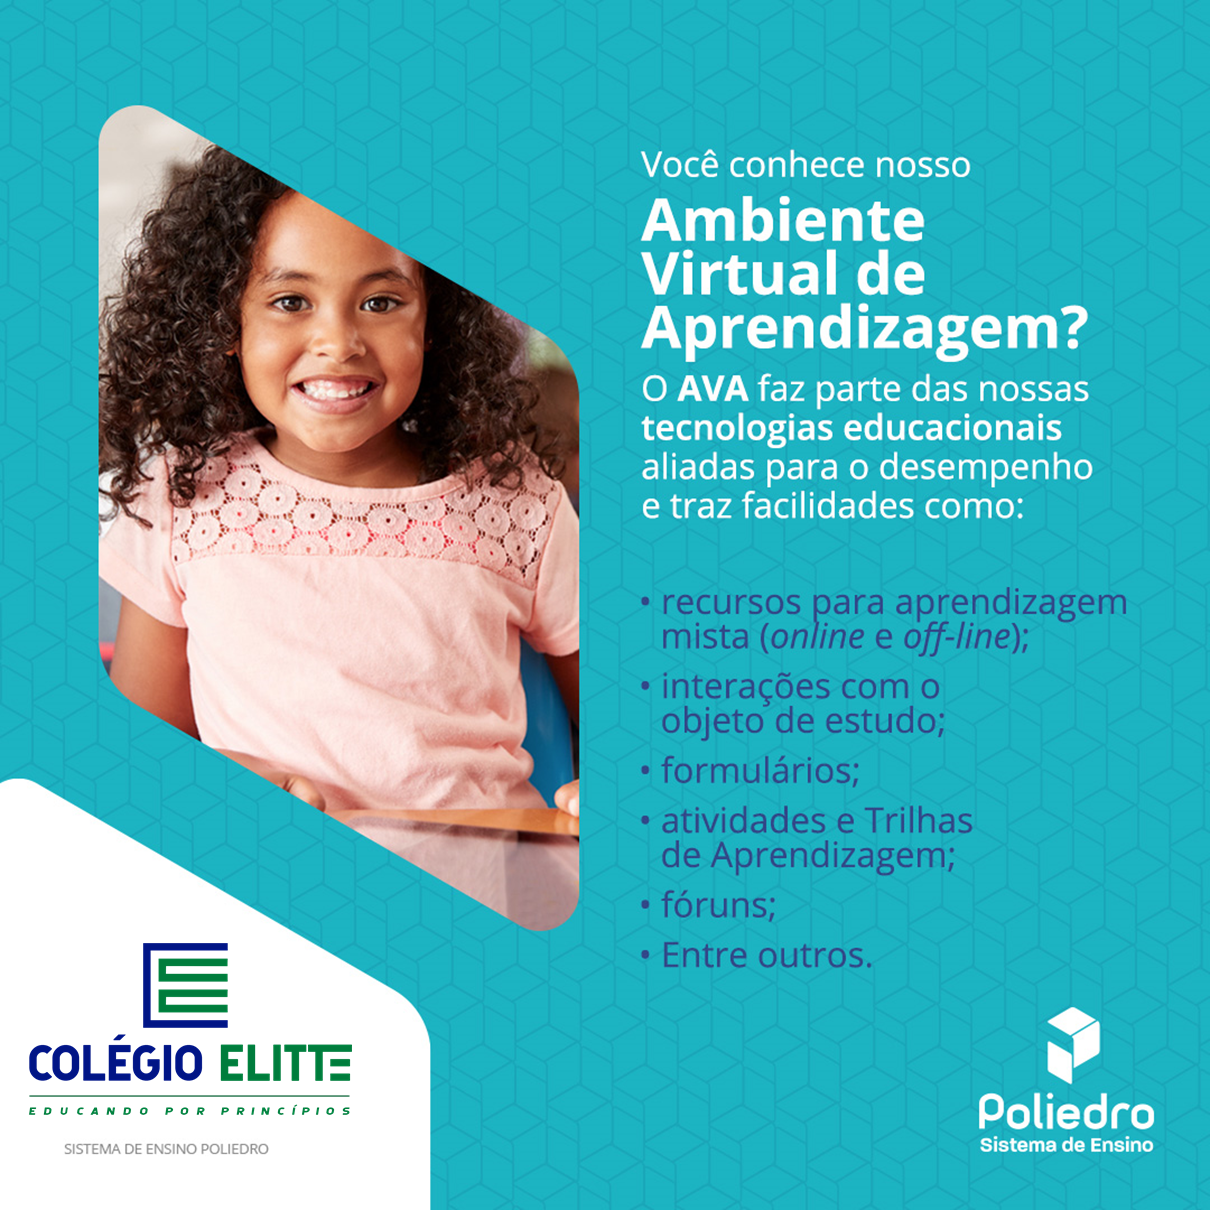 Você conhece nosso
Ambiente
Virtual de
Aprendizagem?
O AVA faz parte das nossas
tecnologias educacionais
aliadas para o desempenho
e traz facilidades como:
• recursos para aprendizagem
mista (online e off-line);
• interações com o
objeto de estudo;
• formulários;
• atividades e Trilhas
de Aprendizagem;
• fóruns;
• Entre outros.
COLÉGIO ELITTE
EDUCANDO POR PRINCÍPIOS
SISTEMA DE ENSINO POLIEDRO
Poliedro
Sistema de Ensino